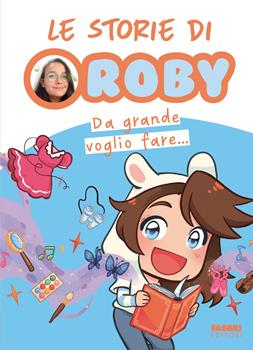 LE STORIE DI
ROBY
Da grande
voglio fare...
FABBRI
EDITORI